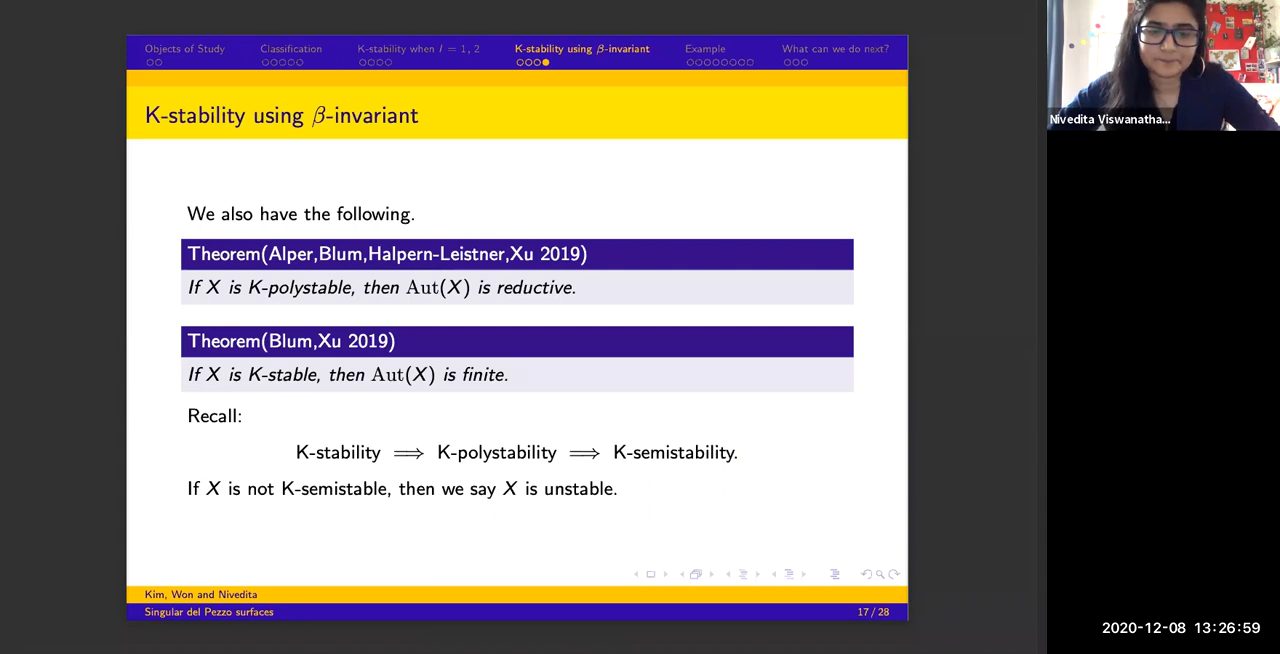 Objects of Study Classification K-stability when I = 1, 2 K-stability using β-invariant Example What can we do next?
K-stability using β-invariant
We also have the following.
Theorem(Alper,Blum,Halpern-Leistner,Xu 2019)
If X is K-polystable, then Aut(X) is reductive.
Theorem(Blum,Xu 2019)
If X is K-stable, then Aut(X) is finite.
Recall:
K-stability ⟹ K-polystability ⟹ K-semistability.
If X is not K-semistable, then we say X is unstable.
Kim, Won and Nivedita
Singular del Pezzo surfaces 17 / 28
Nivedita Viswanatha...
2020-12-08 13:26:59